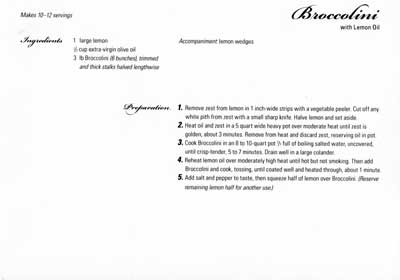 Makes 10-12 servings
Broccolini
with Lemon Oil
Ingredients
1 large lemon
cup extra-virgin olive oil
3 lb Broccolini (6 bunches), trimmed
and thick stalks halved lengthwise
Accompaniment lemon wedges
Preparation
1. Remove zest from lemon in 1 inch-wide strips with a vegetable peeler. Cut off any
white pith from zest with a small sharp knife. Halve lemon and set aside.
2. Heat oil and zest in a 5 quart wide heavy pot over moderate heat until zest is
golden, about 3 minutes. Remove from heat and discard zest, reserving oil in pot.
3. Cook Broccolini in an 8 to 10-quart pot full of boiling salted water, uncovered,
until crisp-tender, 5 to 7 minutes. Drain well in a large colander.
4. Reheat lemon oil over moderately high heat until hot but not smoking. Then add
Broccolini and cook, tossing, until coated well and heated through, about 1 minute.
5. Add salt and pepper to taste, then squeeze half of lemon over Broccolini. (Reserve
remaining lemon half for another use.)